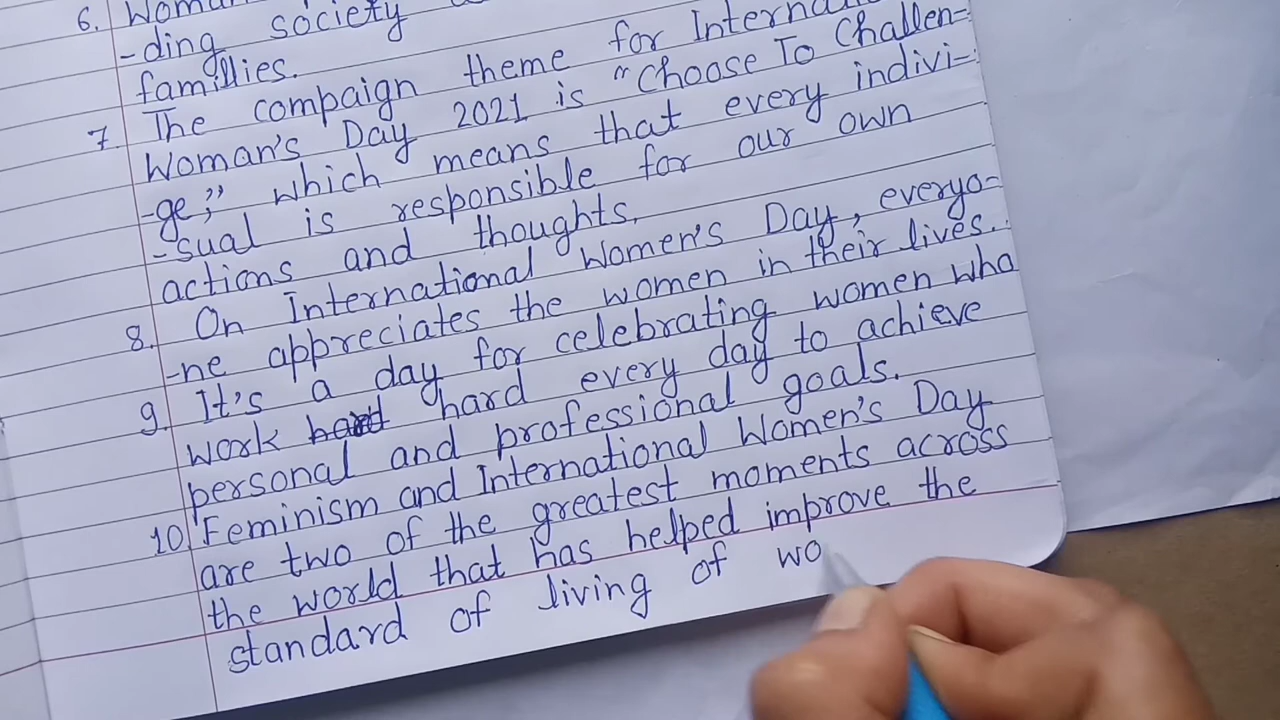 6. Woman
-ding society
famillies.
7. The compaign theme for Interna
Woman's Day 2021 is "Choose To Challen-
-ge," which means that every indivi-
-sual is responsible for our own
actions and thoughts.
8. On International Women's Day, everyo-
-ne appreciates the women in their lives.
9. It's a day for celebrating women who
work hard hard every day to achieve
personal and professional goals.
10. Feminism and International Women's Day
are two of the greatest moments across
the world that has helped improve the
standard of living of wo